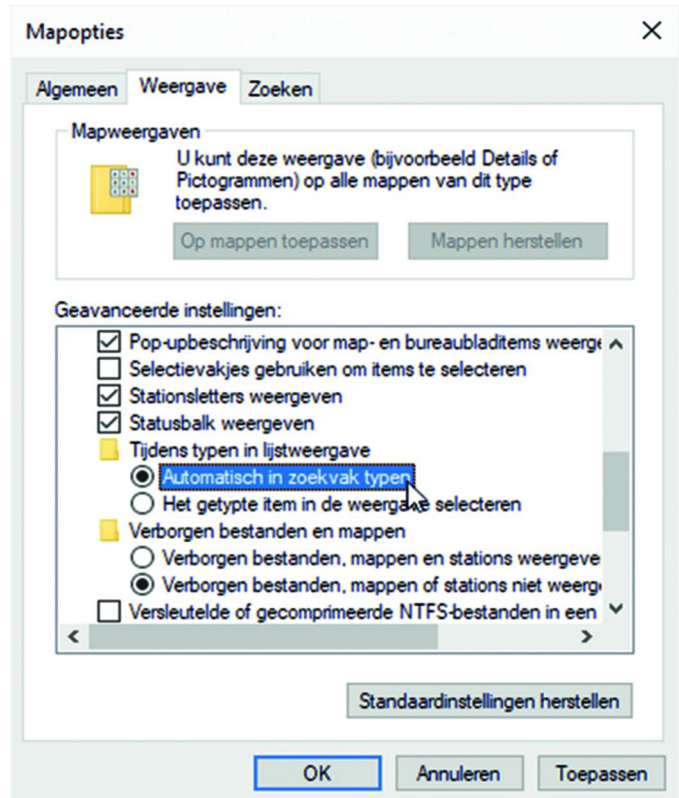 Mapopties
Algemeen Weergave Zoeken
Mapweergaven
U kunt deze weergave (bijvoorbeeld Details of
Pictogrammen) op alle mappen van dit type
toepassen.
Op mappen toepassen Mappen herstellen
Geavanceerde instellingen:
Pop-upbeschrijving voor map- en bureaubladitems weerge
Selectievakjes gebruiken om items te selecteren
Stationsletters weergeven
Statusbalk weergeven
Tijdens typen in lijstweergave
Automatisch in zoekvak typen
Het getypte item in de weergave selecteren
Verborgen bestanden en mappen
Verborgen bestanden, mappen en stations weergeve
Verborgen bestanden, mappen of stations niet weerg
Versleutelde of gecomprimeerde NTFS-bestanden in een
Standaardinstellingen herstellen
OK Annuleren Toepassen